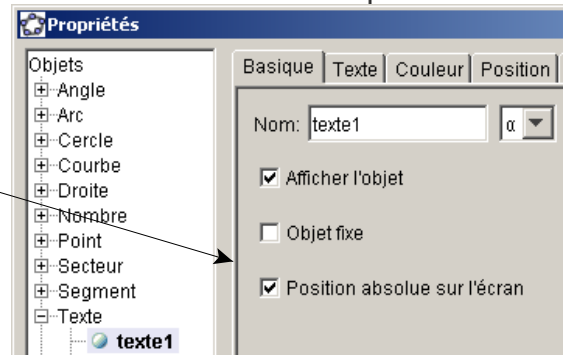 Propriétés
Objets
Angle
Arc
Cercle
Courbe
Droite
Nombre
Point
Secteur
Segment
Texte
texte1
Basique Texte Couleur Position
Nom: texte1 α
Afficher l'objet
Objet fixe
Position absolue sur l'écran